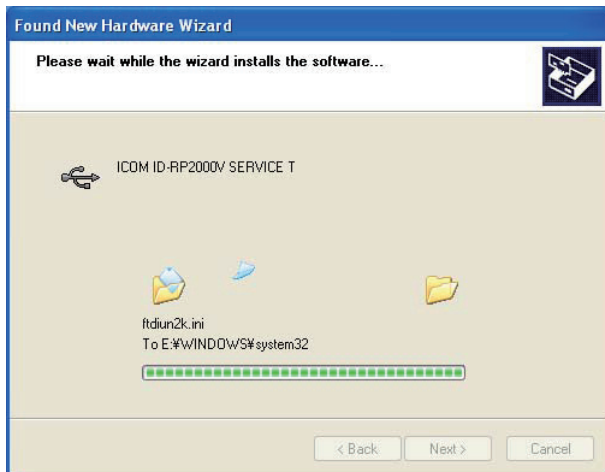 Found New Hardware Wizard
Please wait while the wizard installs the software...
ICOM ID-RP2000V SERVICE T
ftdiun2k.ini
To E:¥WINDOWS¥system32
< Back
Next >
Cancel